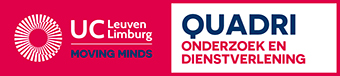 UC Leuven
Limburg
MOVING MINDS
QUADRI
ONDERZOEK EN
DIENSTVERLENING